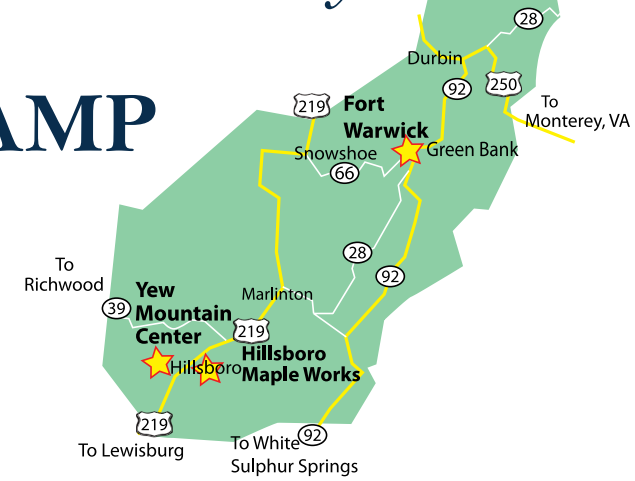 28
Durbin
92
250
To
Monterey, VA
219
Fort
Warwick
Snowshoe
Green Bank
66
28
92
To
Richwood
Marlinton
39
Yew
Mountain
Center
219
Hillsboro
Hillsboro
Maple Works
219
To Lewisburg
To White
Sulphur Springs
92
AMP